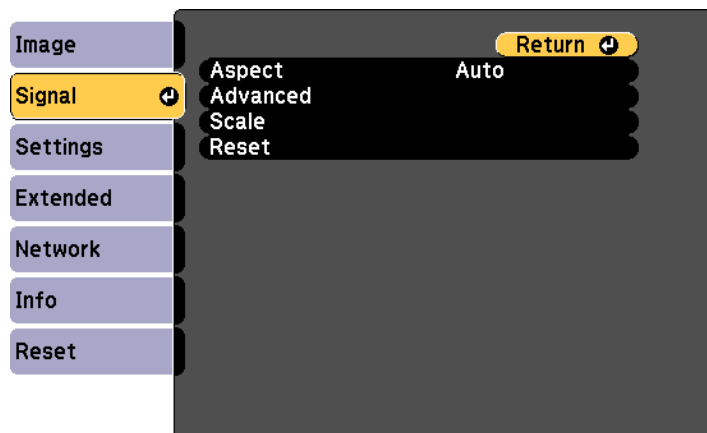 Image
Signal
Settings
Extended
Network
Info
Reset
Return
Aspect Auto
Advanced
Scale
Reset